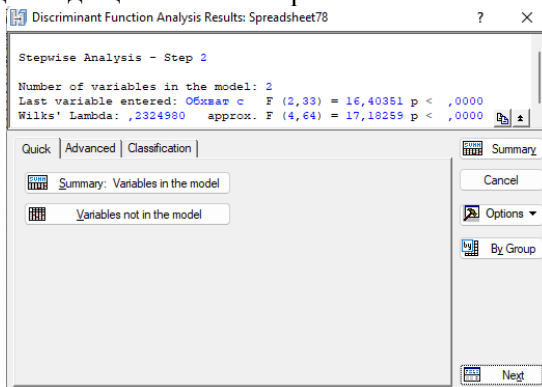 Discriminant Function Analysis Results: Spreadsheet78 ? ×
Stepwise Analysis - Step 2
Number of variables in the model: 2
Last variable entered: Обхват с F (2,33) = 16,40351 p < ,0000
Wilks' Lambda: ,2324980 approx. F (4,64) = 17,18259 p < ,0000
Quick Advanced Classification
Summary
Summary: Variables in the model
Cancel
Variables not in the model
Options
By Group
Next